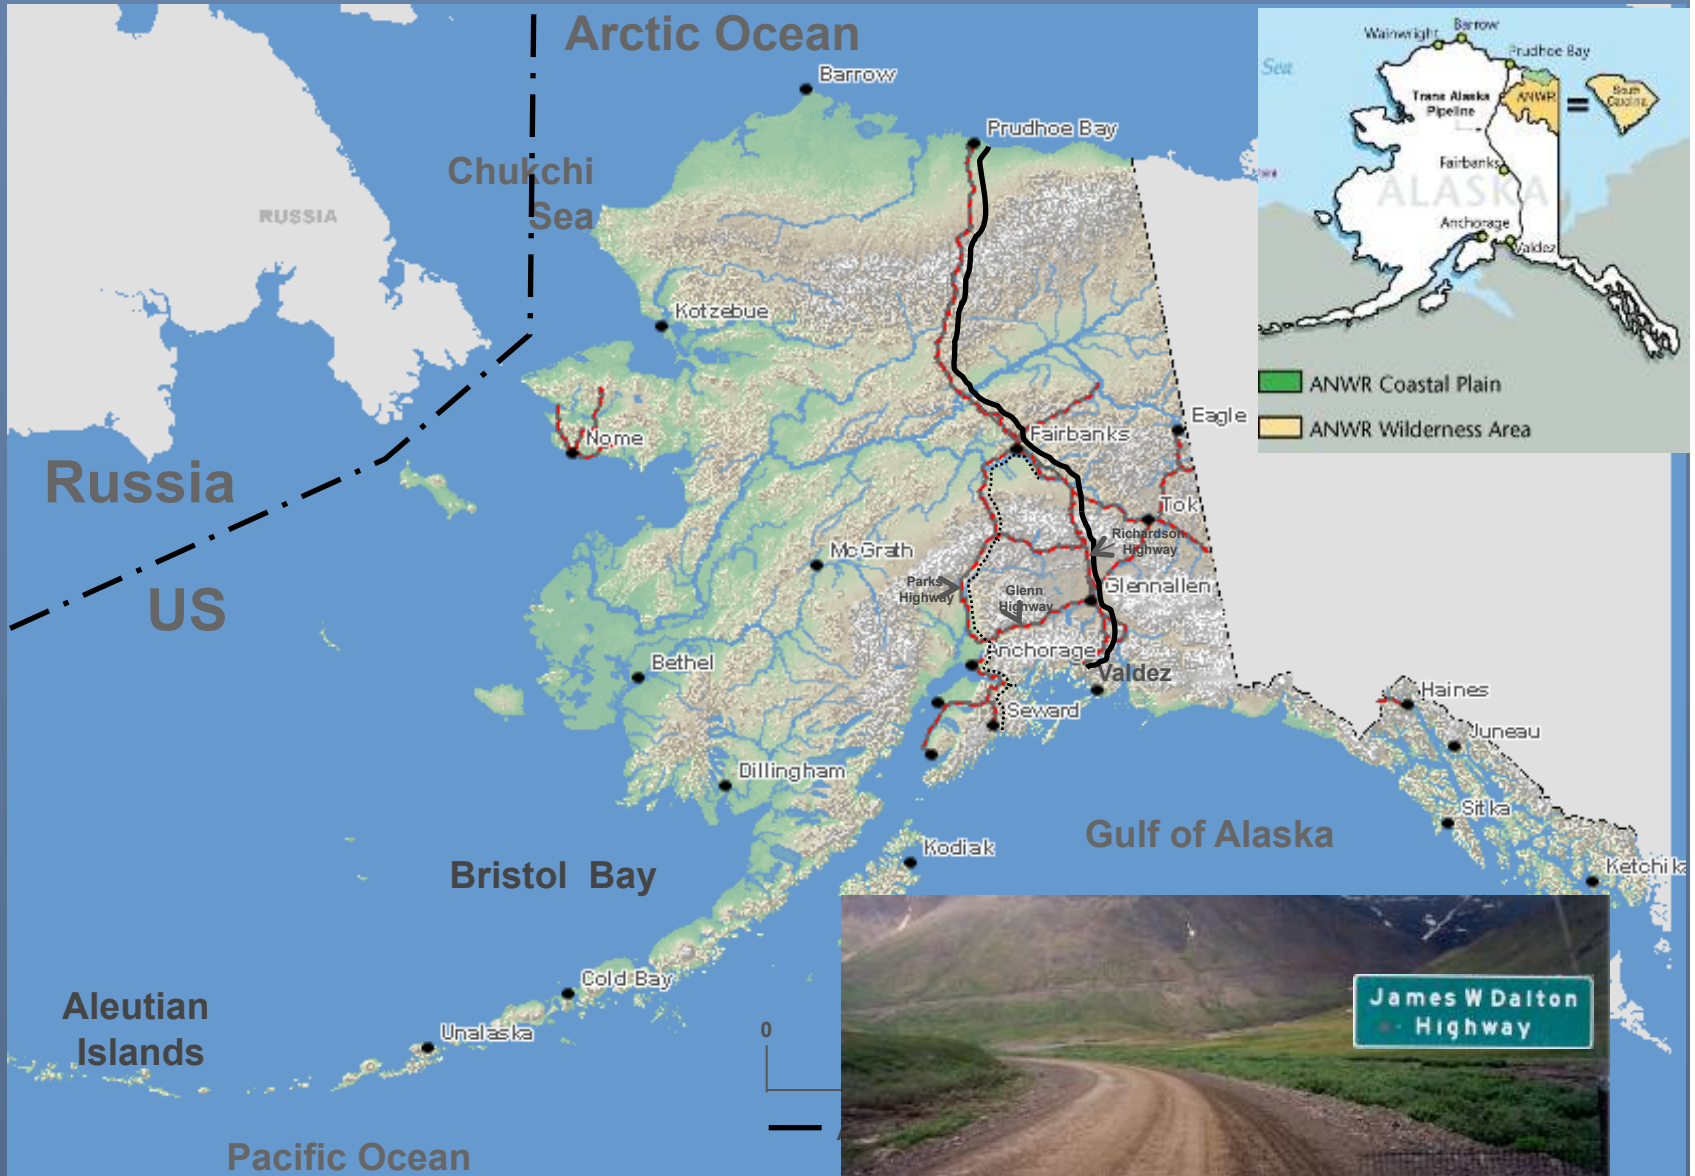 Arctic Ocean
Barrow
Prudhoe Bay
Chukchi
Sea
RUSSIA
Kotzebue
Nome
Fairbanks
Eagle
Russia
Tok
Richardson
Highway
McGrath
US
Parks
Highway
Glenn
Highway
Glennallen
Bethel
Anchorage
Valdez
Seward
Haines
Juneau
Dillingham
Sitka
Gulf of Alaska
Kodiak
Bristol Bay
Cold Bay
Aleutian
Islands
Unalaska
0
Pacific Ocean
Barrow
Wainwright
Prudhoe Bay
Sea
Trans Alaska
Pipeline
ANWR
=
South
Carolina
Fairbanks
ALASKA
Anchorage
Valdez
ANWR Coastal Plain
ANWR Wilderness Area
James W Dalton
Highway